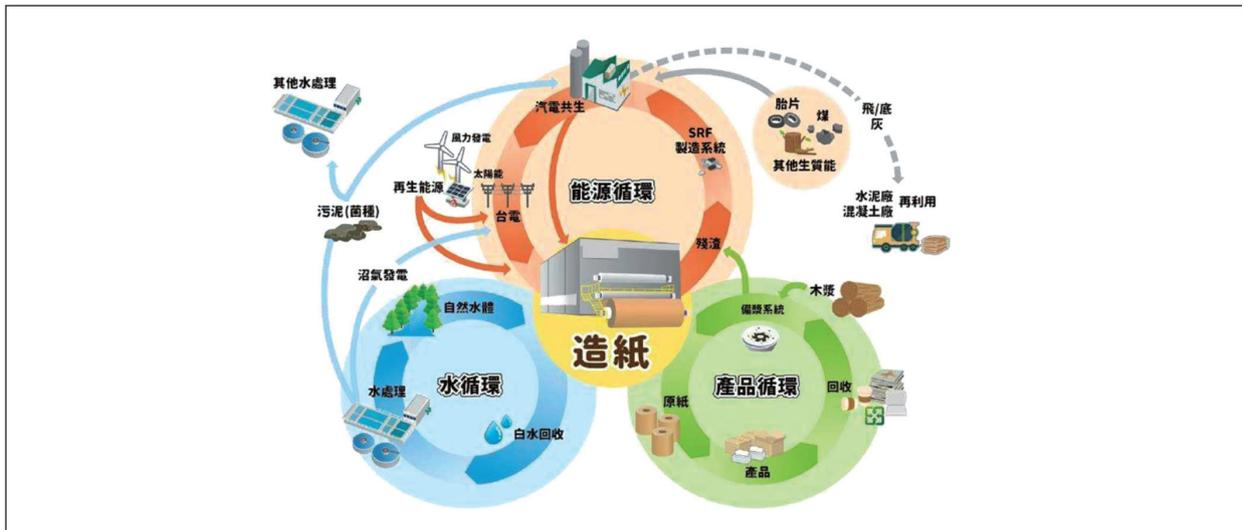 其他水處理
汽電共生
胎片
煤
其他生質能
飛/底
灰
風力發電
太陽能
再生能源
台電
SRF
製造系統
能源循環
水泥廠
混凝土廠
再利用
污泥(菌種)
殘渣
沼氣發電
自然水體
備漿系統
木漿
造紙
水循環
產品循環
水處理
白水回收
原紙
回收
產品